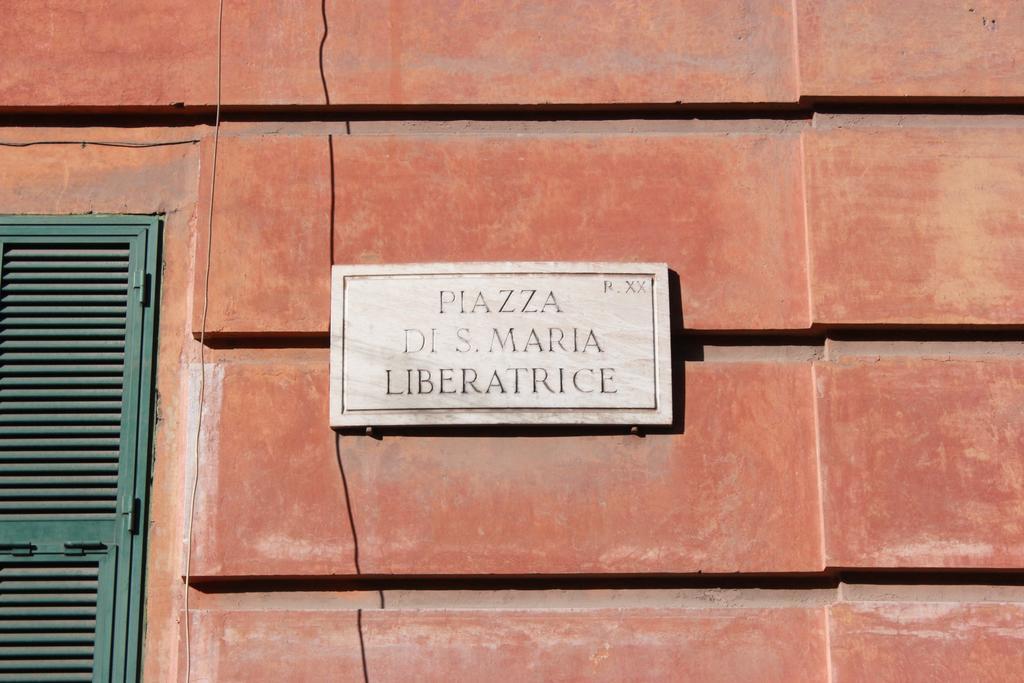 R. XX
PIAZZA
DI S. MARIA
LIBERATRICE